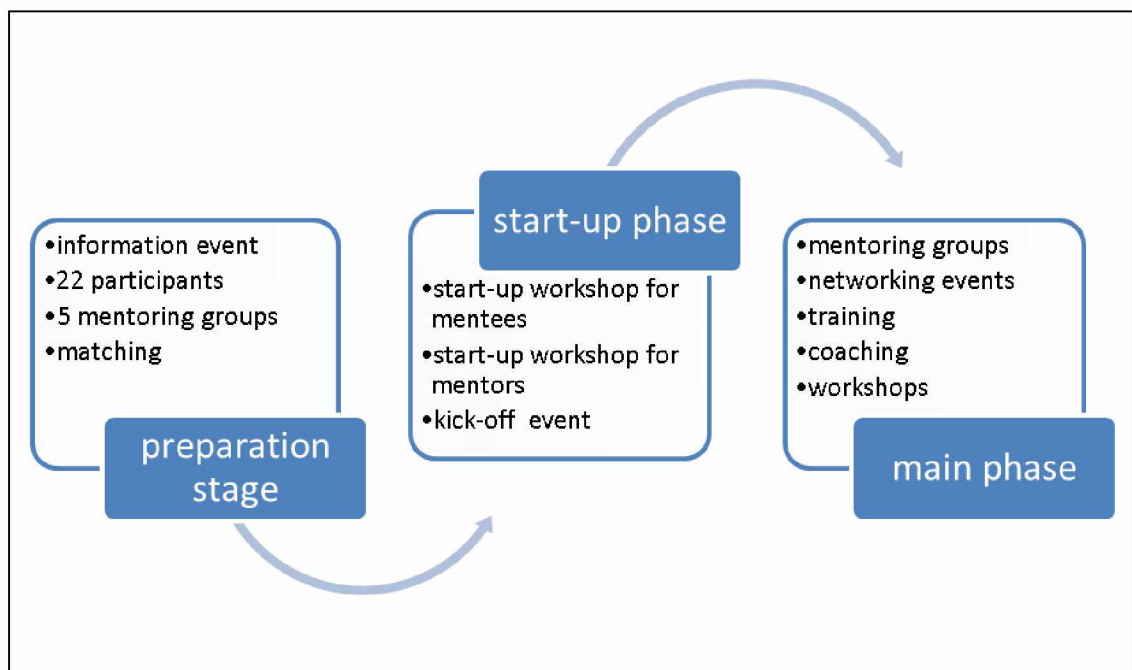 •information event
•22 participants
•5 mentoring groups
•matching
preparation
stage
start-up phase
•start-up workshop for
mentees
•start-up workshop for
mentors
•kick-off event
•mentoring groups
•networking events
•training
•coaching
•workshops
main phase